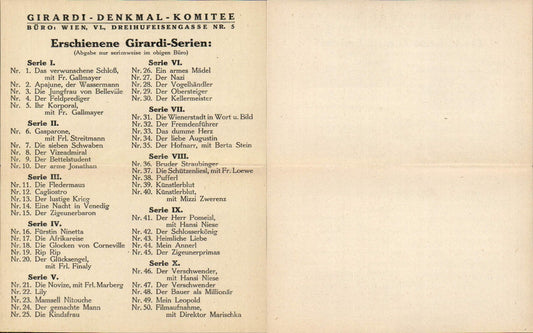 GIRARDI - DENKMAL - KOMITEE
BÜRO: WIEN, VI., DREIHUFEISENGASSE NR. 5
Erschienene Girardi-Serien:
(Abgabe nur serienweise im obigen Büro)
Serie I.
Nr. 1. Das verwunschene Schloß,
mit Fr. Gallmayer
Nr. 2. Apajune, der Wassermann
Nr. 3. Die Jungfrau von Belleville
Nr. 4. Der Feldprediger
Nr. 5. Ihr Korporal,
mit Fr. Gallmayer
Serie II.
Nr. 6. Gasparone,
mit Frl. Streitmann
Nr. 7. Die sieben Schwaben
Nr. 8. Der Vizeadmiral
Nr. 9. Der Bettelstudent
Nr. 10. Der arme Jonathan
Serie III.
Nr. 11. Die Fledermaus
Nr. 12. Cagliostro
Nr. 13. Der lustige Krieg
Nr. 14. Eine Nacht in Venedig
Nr. 15. Der Zigeunerbaron
Serie IV.
Nr. 16. Fürstin Ninetta
Nr. 17. Die Afrikareise
Nr. 18. Die Glocken von Corneville
Nr. 19. Rip Rip
Nr. 20. Der Glücksengel,
mit Frl. Finaly
Serie V.
Nr. 21. Die Novize, mit Frl. Marberg
Nr. 22. Lily
Nr. 23. Mamsell Nitouche
Nr. 24. Der gemachte Mann
Nr. 25. Die Kindsfrau
Serie VI.
Nr. 26. Ein armes Mädel
Nr. 27. Der Nazi
Nr. 28. Der Vogelhändler
Nr. 29. Der Obersteiger
Nr. 30. Der Kellermeister
Serie VII.
Nr. 31. Die Wienerstadt in Wort u. Bild
Nr. 32. Der Fremdenführer
Nr. 33. Das dumme Herz
Nr. 34. Der liebe Augustin
Nr. 35. Der Hofnarr, mit Berta Stein
Serie VIII.
Nr. 36. Bruder Straubinger
Nr. 37. Die Schützenliesl, mit Fr. Loewe
Nr. 38. Pufferl
Nr. 39. Künstlerblut
Nr. 40. Künstlerblut,
mit Mizzi Zwerenz
Serie IX.
Nr. 41. Der Herr Ponseisl,
mit Hansi Niese
Nr. 42. Der Schlosserkönig
Nr. 43. Heimliche Liebe
Nr. 44. Mein Annerl
Nr. 45. Der Zigeunerprimas
Serie X.
Nr. 46. Der Verschwender,
mit Hansi Niese
Nr. 47. Der Verschwender
Nr. 48. Der Bauer als Millionär
Nr. 49. Mein Leopold
Nr. 50. Filmaufnahme,
mit Direktor Marischka